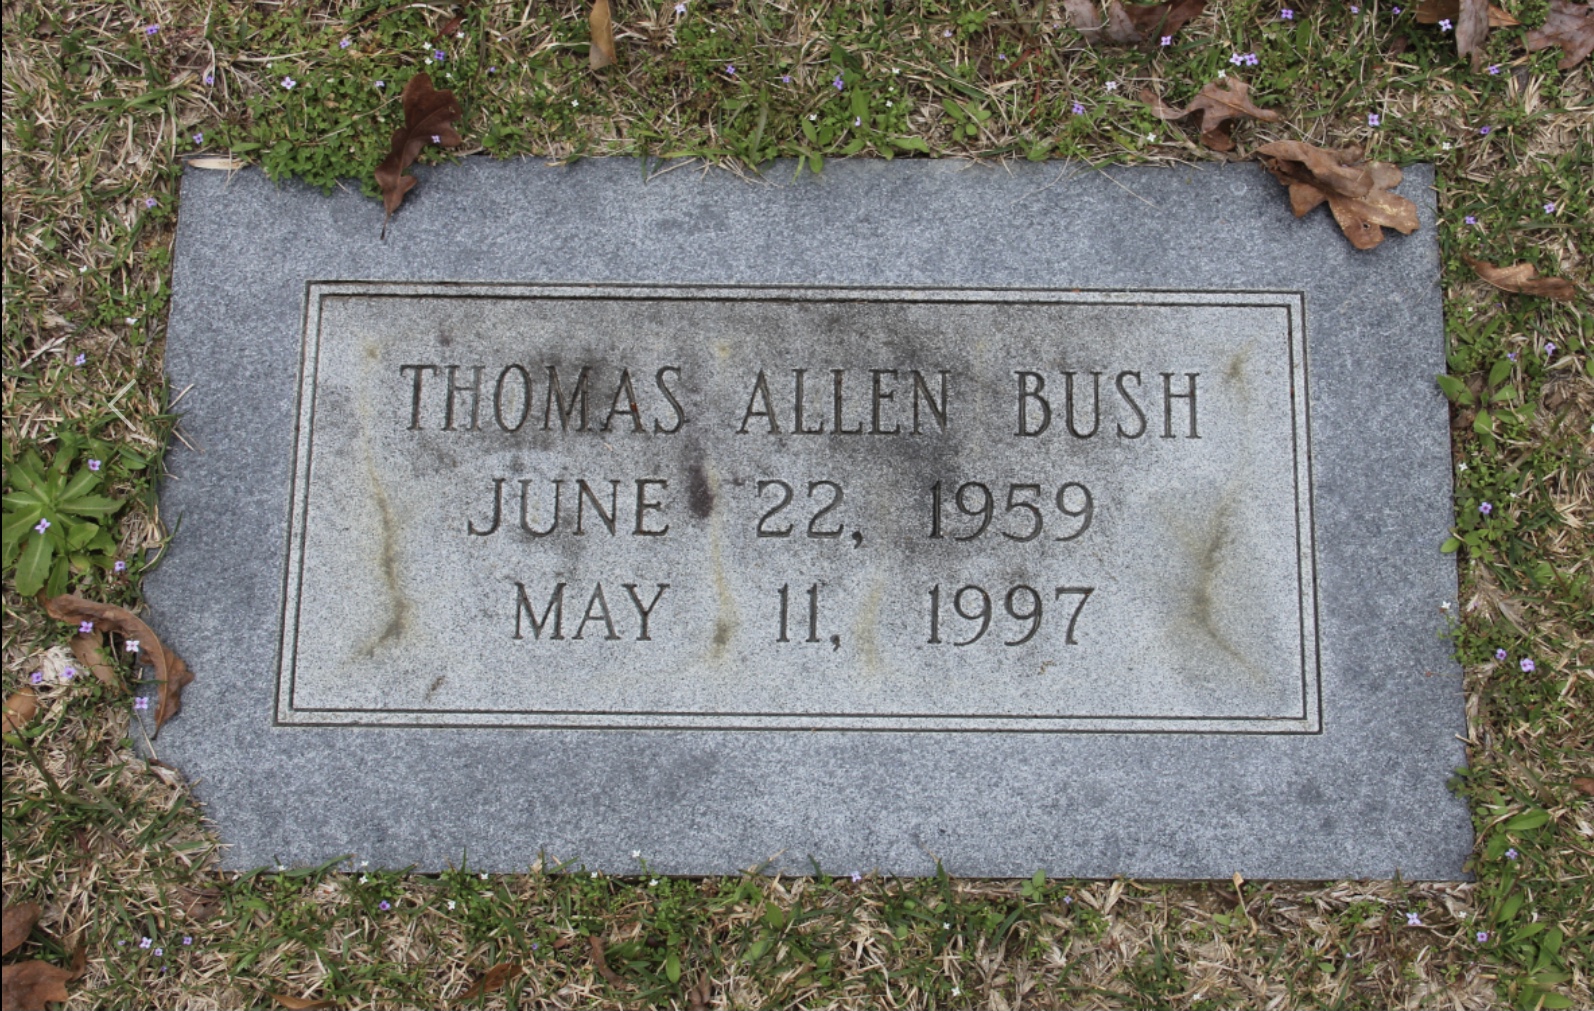 THOMAS ALLEN BUSH
JUNE 22, 1959
MAY 11, 1997